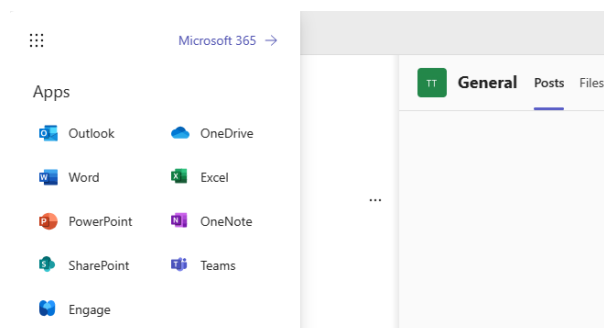 Microsoft 365 →
TT General Posts Files
Apps
Outlook OneDrive
Word Excel
PowerPoint OneNote
SharePoint Teams
Engage